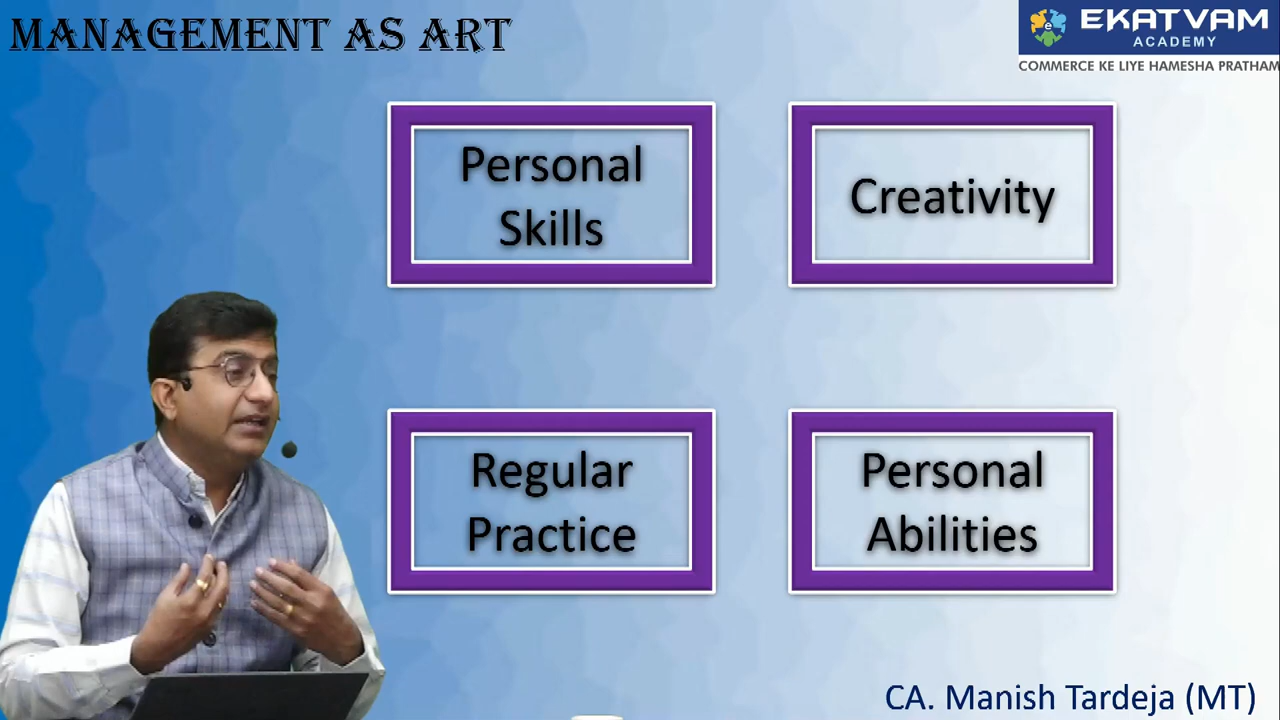 MANAGEMENT AS ART
EKATVAM
ACADEMY
COMMERCE KE LIYE HAMESHA PRATHAM
Personal
Skills
Creativity
Regular
Practice
Personal
Abilities
CA. Manish Tardeja (MT)